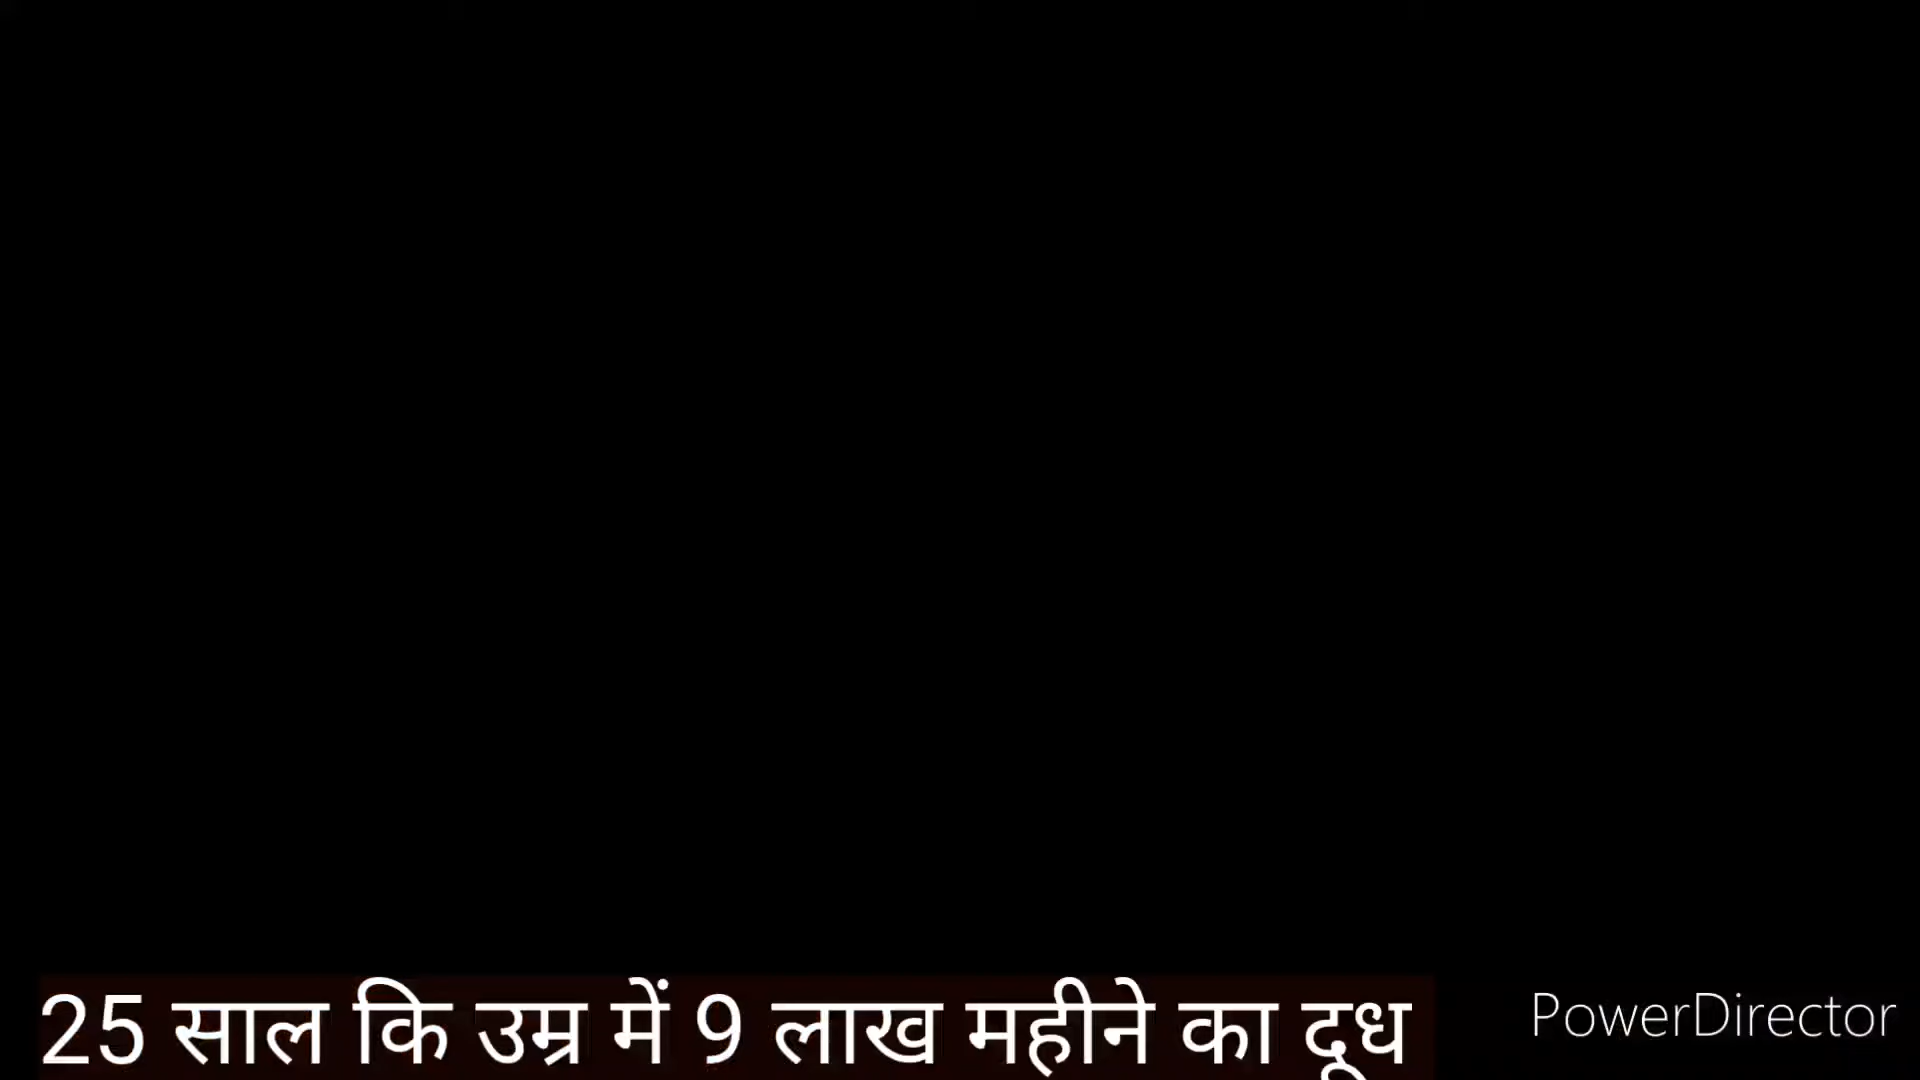 25 साल कि उम्र में 9 लाख महीने का दूध
PowerDirector